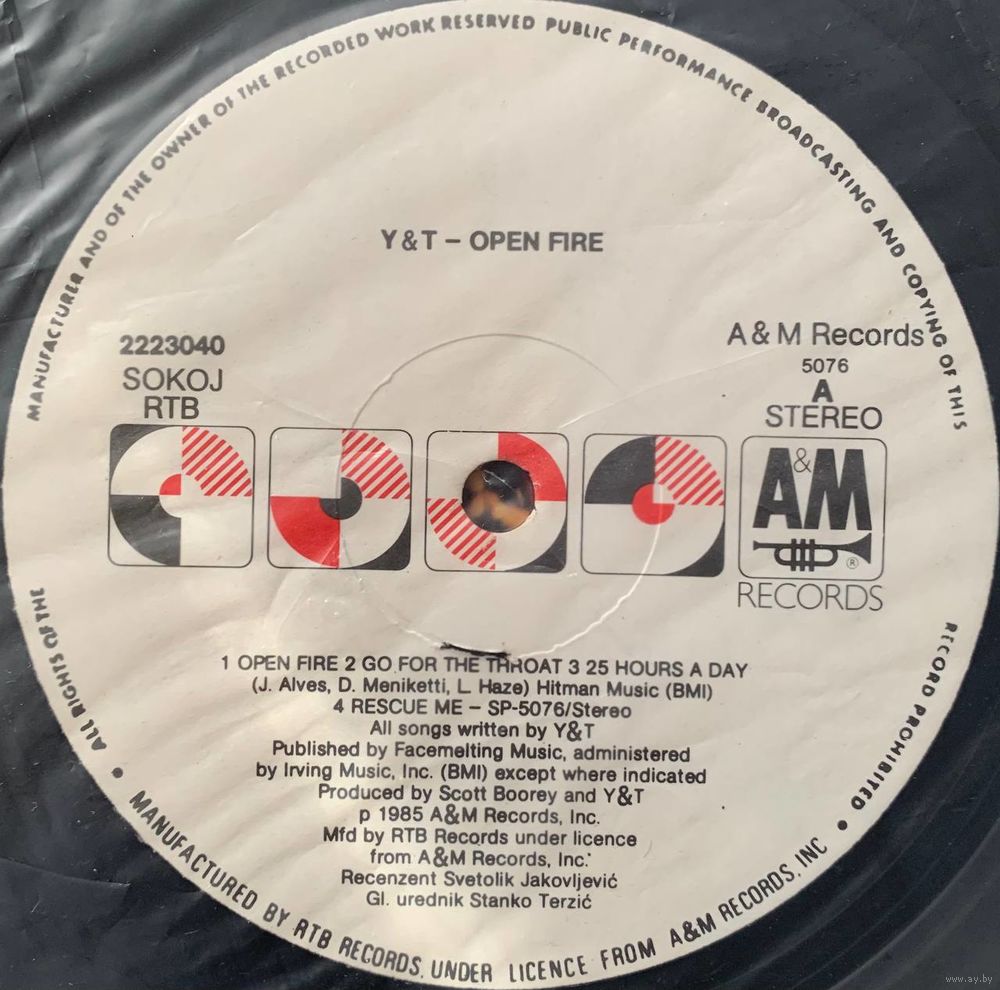 MANUFACTURER AND OF THE OWNER OF THE RECORDED WORK RESERVED PUBLIC PERFORMANCE BROADCASTING AND COPYING OF THIS
Y&T – OPEN FIRE
2223040
SOKOJ
RTB
A&M Records
5076
A
STEREO
A&M
®
RECORDS
1 OPEN FIRE 2 GO FOR THE THROAT 3 25 HOURS A DAY
(J. Alves, D. Meniketti, L. Haze) Hitman Music (BMI)
4 RESCUE ME – SP-5076/Stereo
All songs written by Y&T
Published by Facemelting Music, administered
by Irving Music, Inc. (BMI) except where indicated
Produced by Scott Boorey and Y&T
p 1985 A&M Records, Inc.
Mfd by RTB Records under licence
from A&M Records, Inc.
Recenzent Svetolik Jakovljević
Gl. urednik Stanko Terzić
RECORD PROHIBITED • MANUFACTURED BY RTB RECORDS. UNDER LICENCE FROM A&M RECORDS, INC • ALL RIGHTS OF THE
www.ay.by